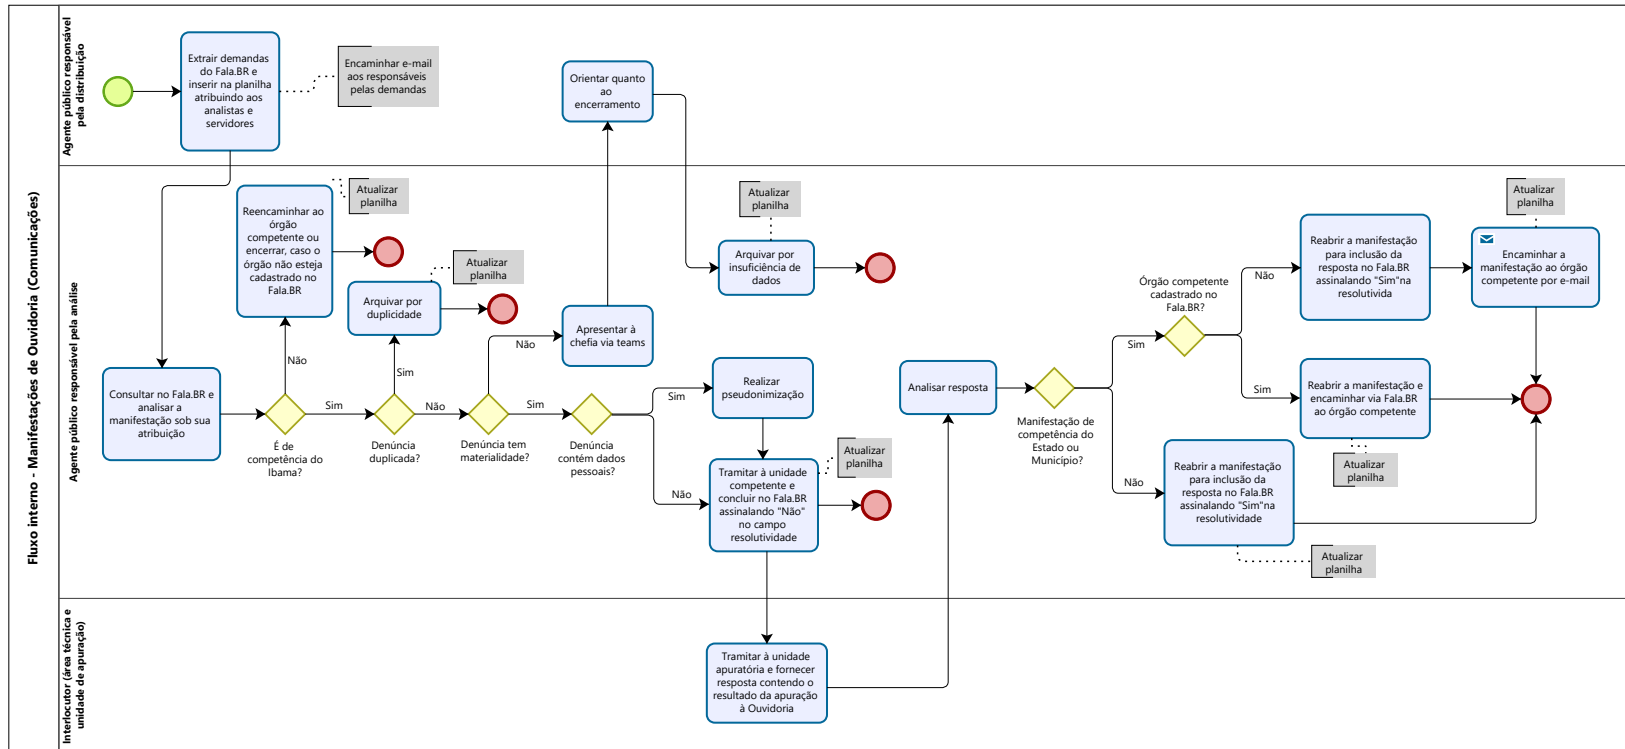 Fluxo interno - Manifestações de Ouvidoria (Comunicações)
Agente público responsável
pela distribuição
Extrair demandas
do Fala.BR e
inserir na planilha
atribuindo aos
analistas e
servidores
Encaminhar e-mail
aos responsáveis
pelas demandas
Orientar quanto
ao
encerramento
Agente público responsável pela análise
Consultar no Fala.BR e
analisar a
manifestação sob sua
atribuição
É de
competência do
Ibama?
Não
Sim
Reencaminhar ao
órgão
competente ou
encerrar, caso o
órgão não esteja
cadastrado no
Fala.BR
Atualizar
planilha
Denúncia
duplicada?
Sim
Não
Arquivar por
duplicidade
Atualizar
planilha
Denúncia tem
materialidade?
Não
Sim
Apresentar à
chefia via teams
Arquivar por
insuficiência de
dados
Atualizar
planilha
Denúncia
contém dados
pessoais?
Sim
Não
Realizar
pseudonimização
Tramitar à unidade
competente e
concluir no Fala.BR
assinalando "Não"
no campo
resolutividade
Atualizar
planilha
Analisar resposta
Manifestação de
competência do
Estado ou
Município?
Sim
Não
Órgão competente
cadastrado no
Fala.BR?
Não
Sim
Reabrir a manifestação
para inclusão da
resposta no Fala.BR
assinalando "Sim"na
resolutivida
Encaminhar a
manifestação ao órgão
competente por e-mail
Atualizar
planilha
Reabrir a manifestação e
encaminhar via Fala.BR
ao órgão competente
Atualizar
planilha
Reabrir a manifestação
para inclusão da
resposta no Fala.BR
assinalando "Sim"na
resolutividade
Atualizar
planilha
Interlocutor (área técnica e
unidade de apuração)
Tramitar à unidade
apuratória e fornecer
resposta contendo o
resultado da apuração
à Ouvidoria